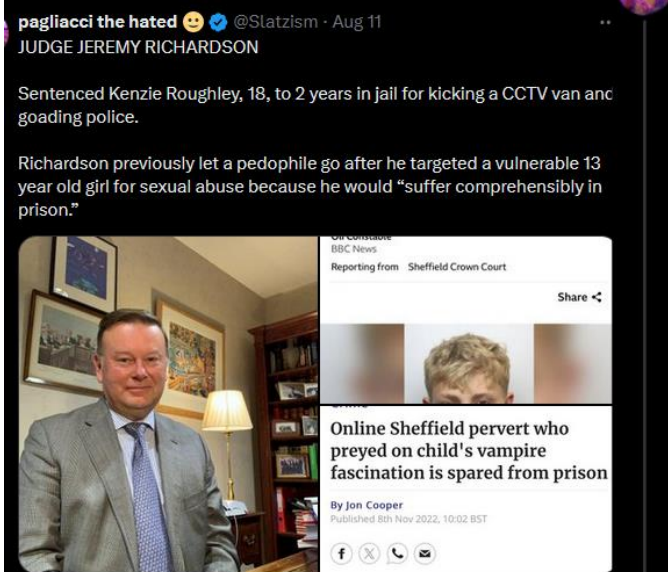 pagliacci the hated 🙂 @Slatzism · Aug 11
JUDGE JEREMY RICHARDSON
Sentenced Kenzie Roughley, 18, to 2 years in jail for kicking a CCTV van and
goading police.
Richardson previously let a pedophile go after he targeted a vulnerable 13
year old girl for sexual abuse because he would “suffer comprehensibly in
prison.”
BBC News
Reporting from Sheffield Crown Court
Share
Online Sheffield pervert who
preyed on child's vampire
fascination is spared from prison
By Jon Cooper
Published 8th Nov 2022, 10:02 BST